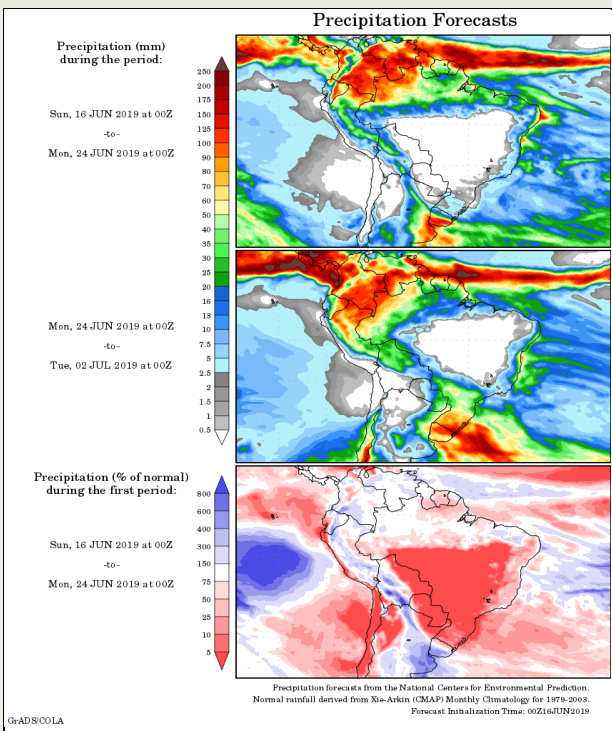 Precipitation Forecasts
Precipitation (mm)
during the period:
Sun, 16 JUN 2019 at 00Z
-to-
Mon, 24 JUN 2019 at 00Z
250
200
175
150
125
100
90
80
70
60
50
40
35
30
25
20
16
13
10
7.5
5
2.5
2
1.5
1
0.5
Mon, 24 JUN 2019 at 00Z
-to-
Tue, 02 JUL 2019 at 00Z
Precipitation (% of normal)
during the first period:
Sun, 16 JUN 2019 at 00Z
-to-
Mon, 24 JUN 2019 at 00Z
800
600
400
300
150
75
50
25
10
5
Precipitation forecasts from the National Centers for Environmental Prediction.
Normal rainfall derived from Xie-Arkin (CMAP) Monthly Climatology for 1979-2003.
Forecast Initialization Time: 00Z16JUN2019
GrADS/COLA